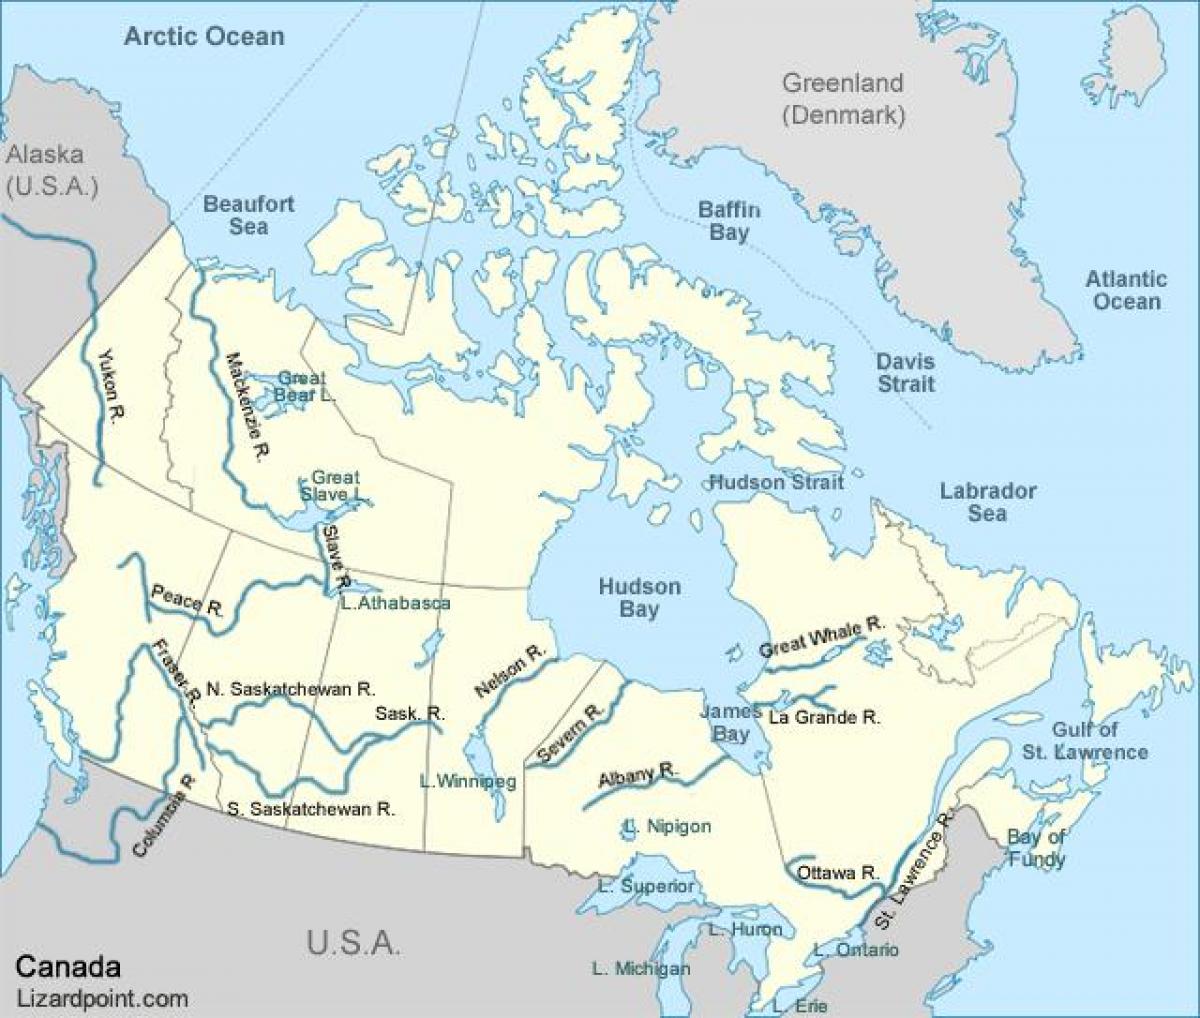 Arctic Ocean
Greenland
(Denmark)
Alaska
(U.S.A.)
Beaufort
Sea
Baffin
Bay
Atlantic
Ocean
Davis
Strait
Yukon R.
Mackenzie R.
Great
Bear L.
Great
Slave L.
Hudson Strait
Labrador
Sea
Slave R.
Hudson
Bay
Peace R.
L.Athabasca
Great Whale R.
Fraser R.
Nelson R.
N. Saskatchewan R.
Sask. R.
Severn R.
James
Bay
La Grande R.
Gulf of
St. Lawrence
L.Winnipeg
Albany R.
Columbia R
S. Saskatchewan R.
L. Nipigon
Bay of
Fundy
Ottawa R.
St. Lawrence R.
L. Superior
L. Huron
L. Ontario
U.S.A.
L. Michigan
L. Erie
Canada
Lizardpoint.com